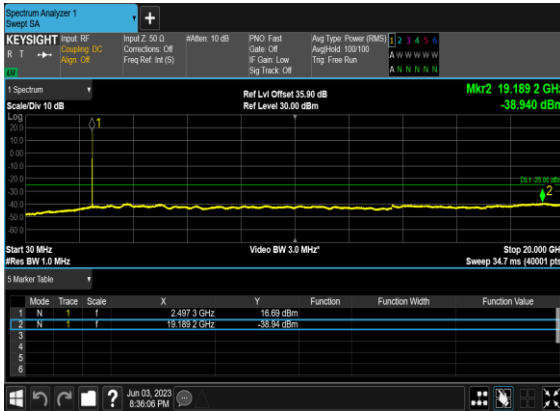 Spectrum Analyzer 1
Swept SA
+
KEYSIGHT Input: RF Input Z: 50 Ω #Atten: 10 dB PNO: Fast Avg Type: Power (RMS) 1 2 3 4 5 6
R T Coupling: DC Corrections: Off Gate: Off Avg|Hold: 100/100 A W W W W W
Align: Off Freq Ref: Int (S) IF Gain: Low Trig: Free Run
Sig Track: Off A N N N N N
1 Spectrum Ref Lvl Offset 35.90 dB Mkr2 19.189 2 GHz
Scale/Div 10 dB Ref Level 30.00 dBm -38.940 dBm
Log
20.0
10.0
0.00
-10.0
-20.0
-30.0
-40.0
-50.0
-60.0
1
DL1 -25.00 dBm
2
Start 30 MHz Video BW 3.0 MHz* Stop 20.000 GHz
#Res BW 1.0 MHz Sweep 34.7 ms (40001 pts)
5 Marker Table
Mode Trace Scale X Y Function Function Width Function Value
1 N 1 f 2.497 3 GHz 16.69 dBm
2 N 1 f 19.189 2 GHz -38.94 dBm
3
4
5
6
? Jun 03, 2023
8:36:06 PM